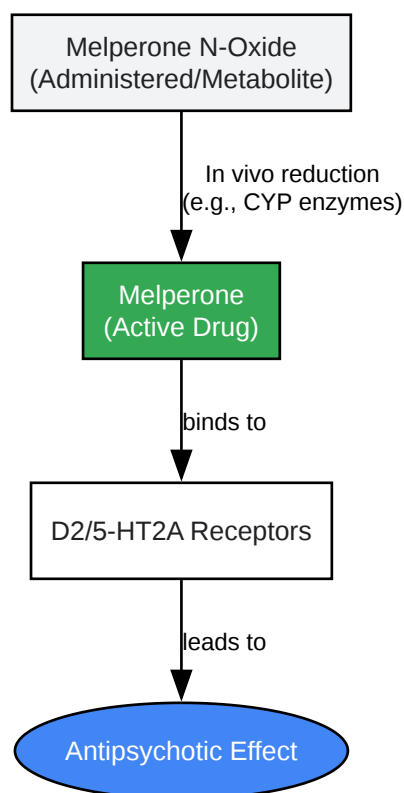 Melperone N-Oxide
(Administered/Metabolite)
In vivo reduction
(e.g., CYP enzymes)
Melperone
(Active Drug)
binds to
D2/5-HT2A Receptors
leads to
Antipsychotic Effect